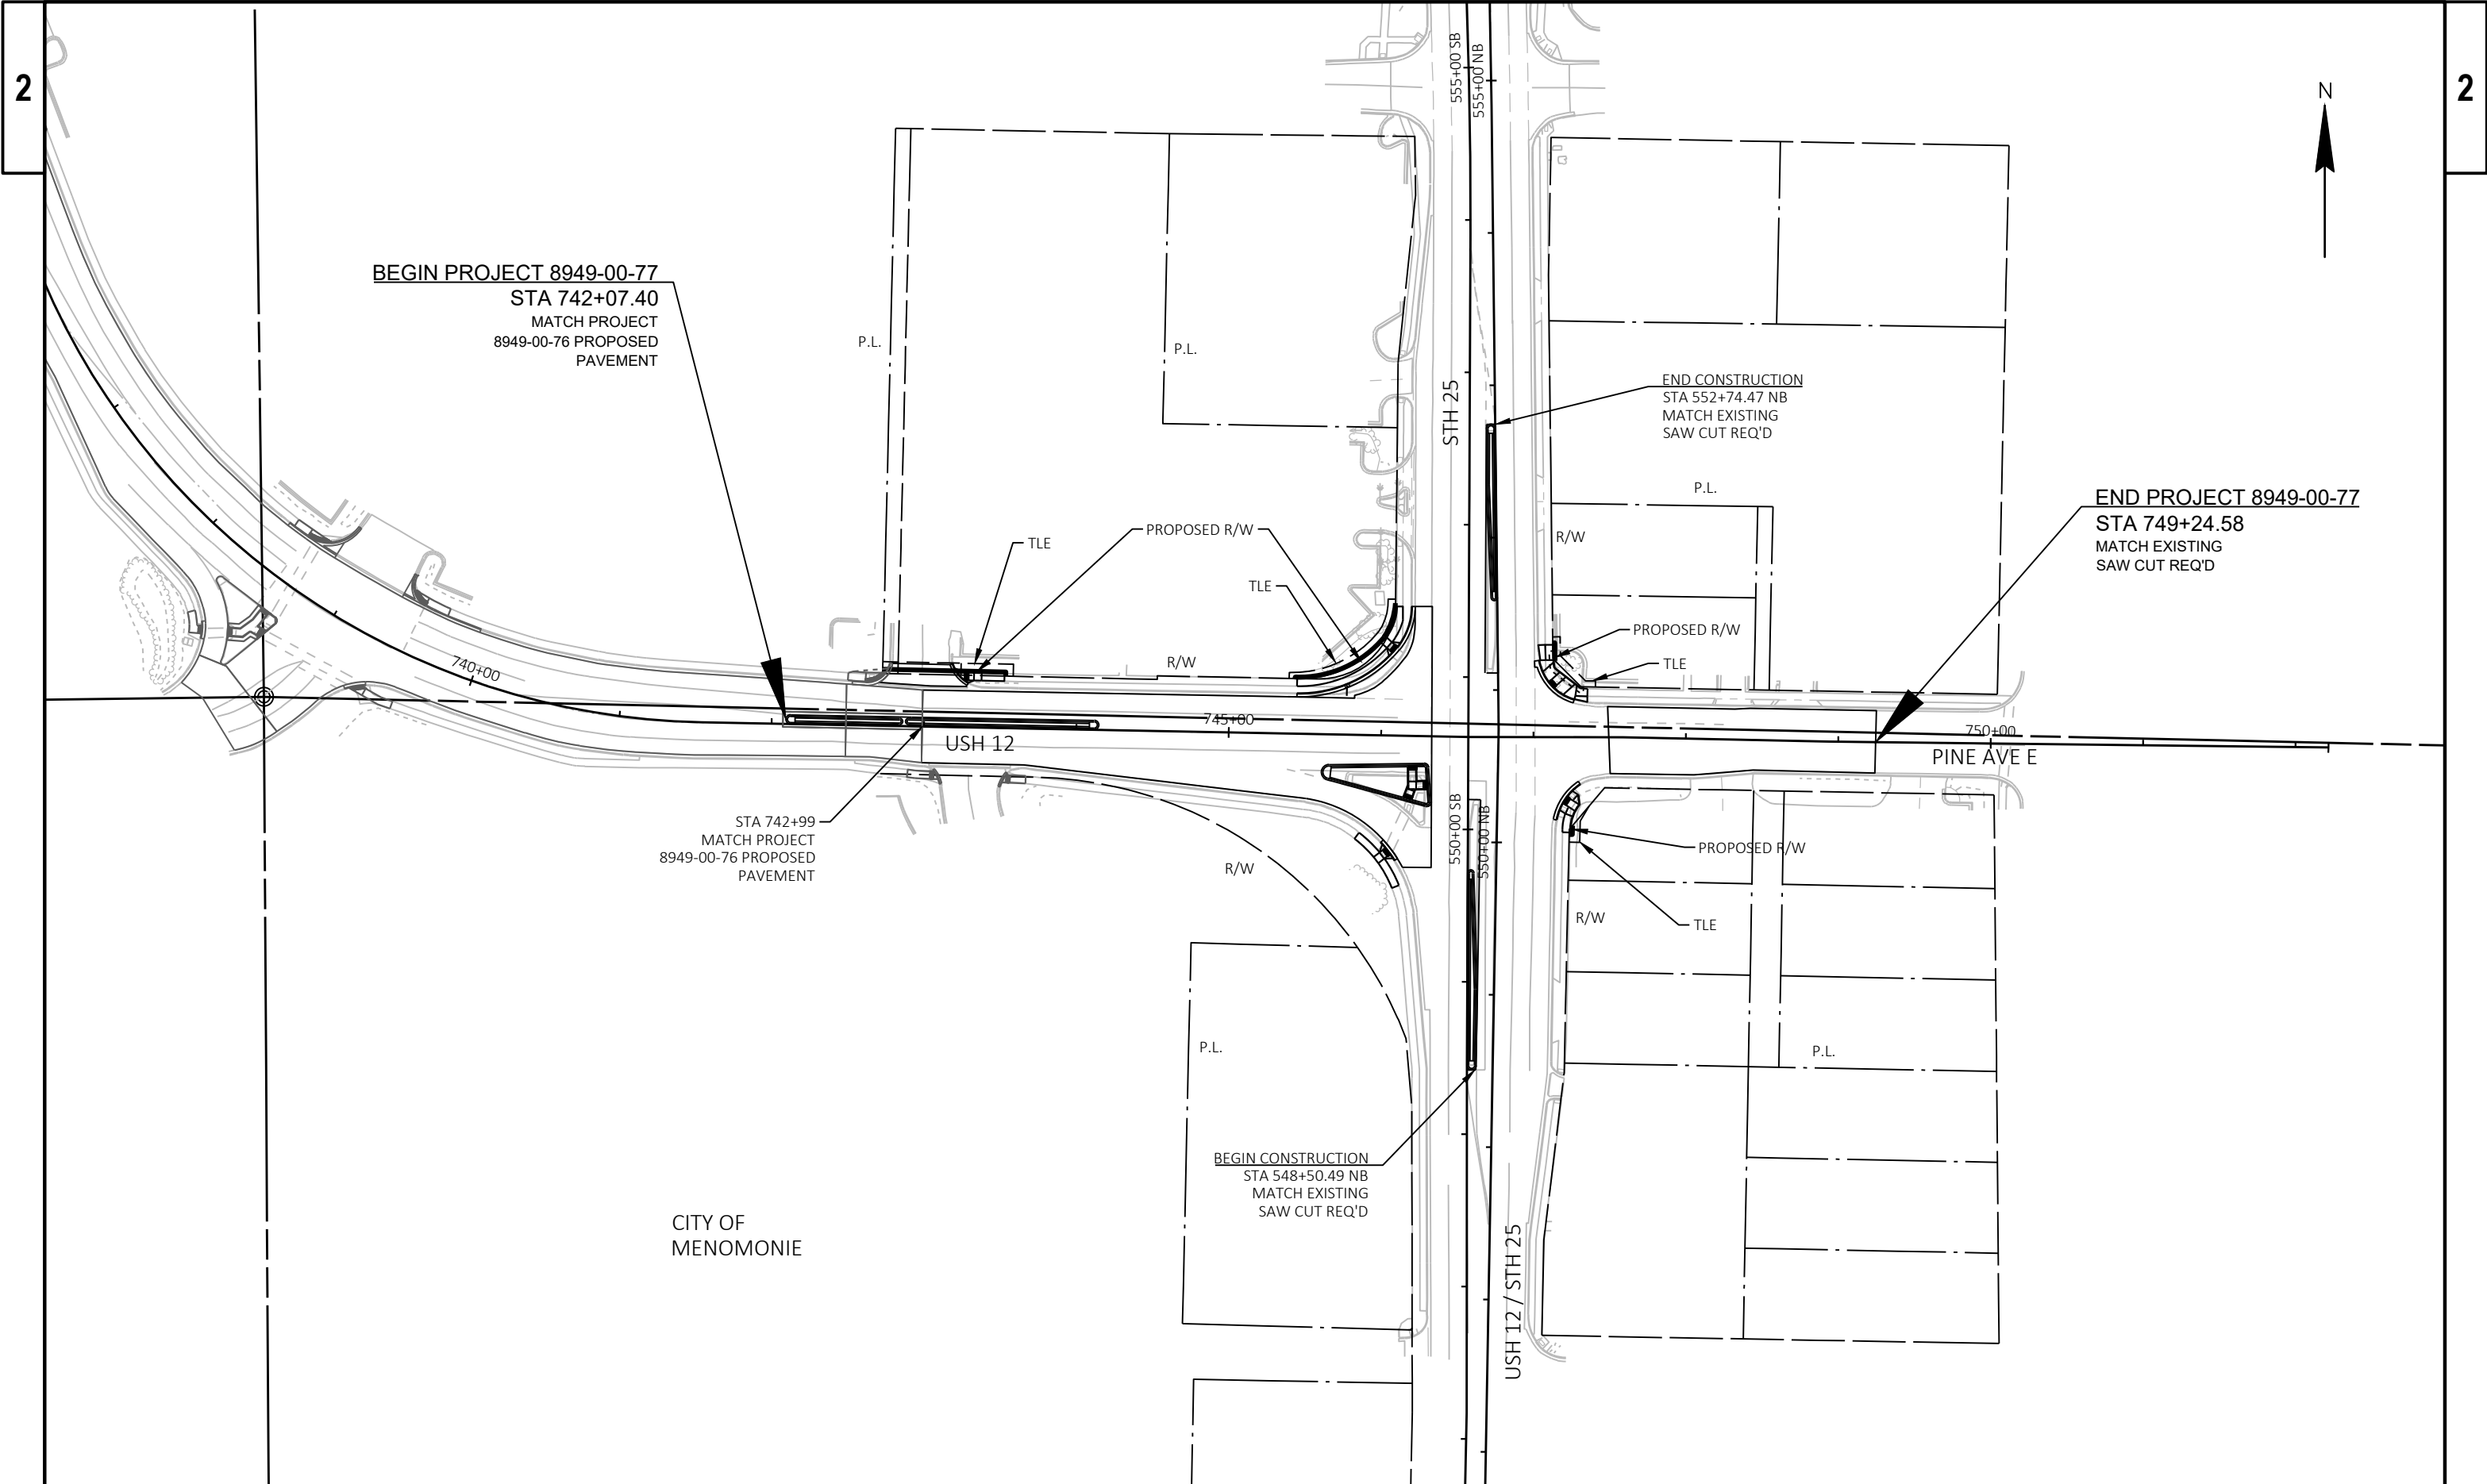 2
2
N
555+00 SB
555+00 NB
BEGIN PROJECT 8949-00-77
STA 742+07.40
MATCH PROJECT
8949-00-76 PROPOSED
PAVEMENT
P.L.
P.L.
STH 25
END CONSTRUCTION
STA 552+74.47 NB
MATCH EXISTING
SAW CUT REQ'D
P.L.
R/W
END PROJECT 8949-00-77
STA 749+24.58
MATCH EXISTING
SAW CUT REQ'D
TLE
PROPOSED R/W
TLE
PROPOSED R/W
TLE
R/W
740+00
745+00
USH 12
750+00
PINE AVE E
STA 742+99
MATCH PROJECT
8949-00-76 PROPOSED
PAVEMENT
550+00 SB
550+00 NB
R/W
PROPOSED R/W
R/W
TLE
P.L.
P.L.
BEGIN CONSTRUCTION
STA 548+50.49 NB
MATCH EXISTING
SAW CUT REQ'D
CITY OF
MENOMONIE
USH 12 / STH 25